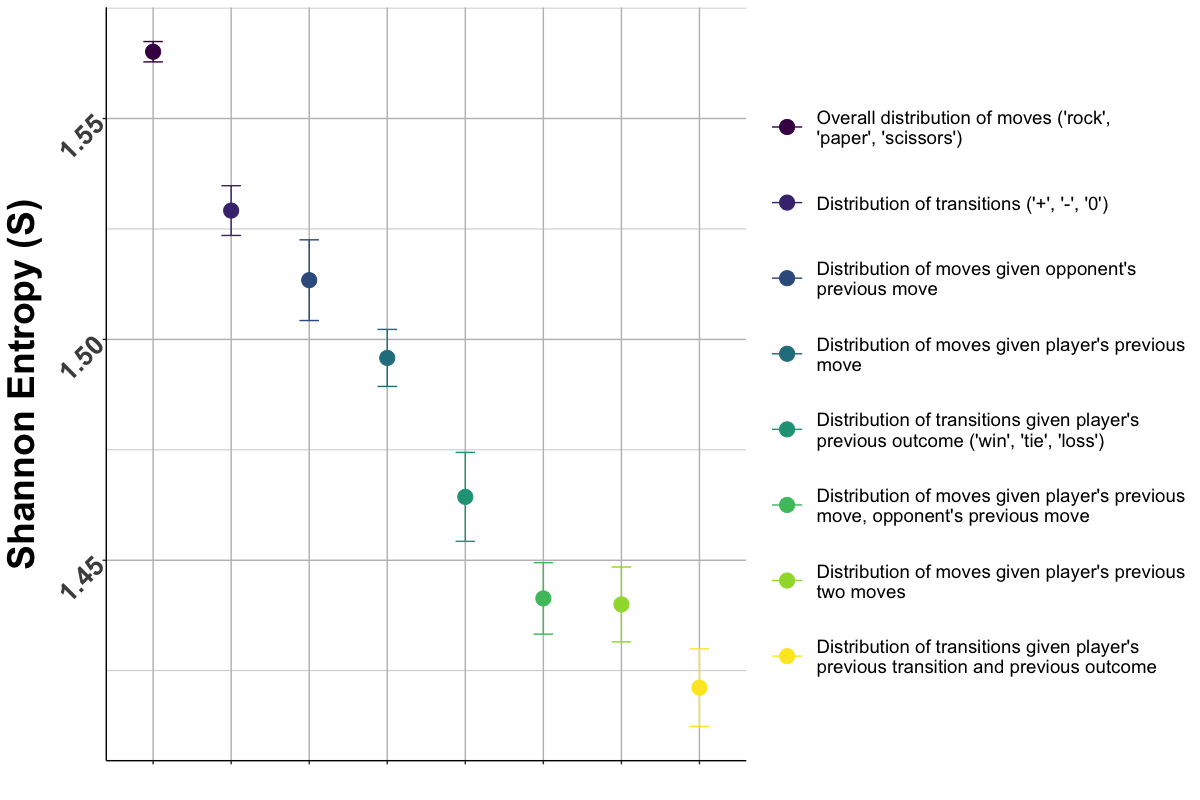 Shannon Entropy (S)
1.55
1.50
1.45
Overall distribution of moves ('rock',
'paper', 'scissors')
Distribution of transitions ('+', '-', '0')
Distribution of moves given opponent's
previous move
Distribution of moves given player's previous
move
Distribution of transitions given player's
previous outcome ('win', 'tie', 'loss')
Distribution of moves given player's previous
move, opponent's previous move
Distribution of moves given player's previous
two moves
Distribution of transitions given player's
previous transition and previous outcome